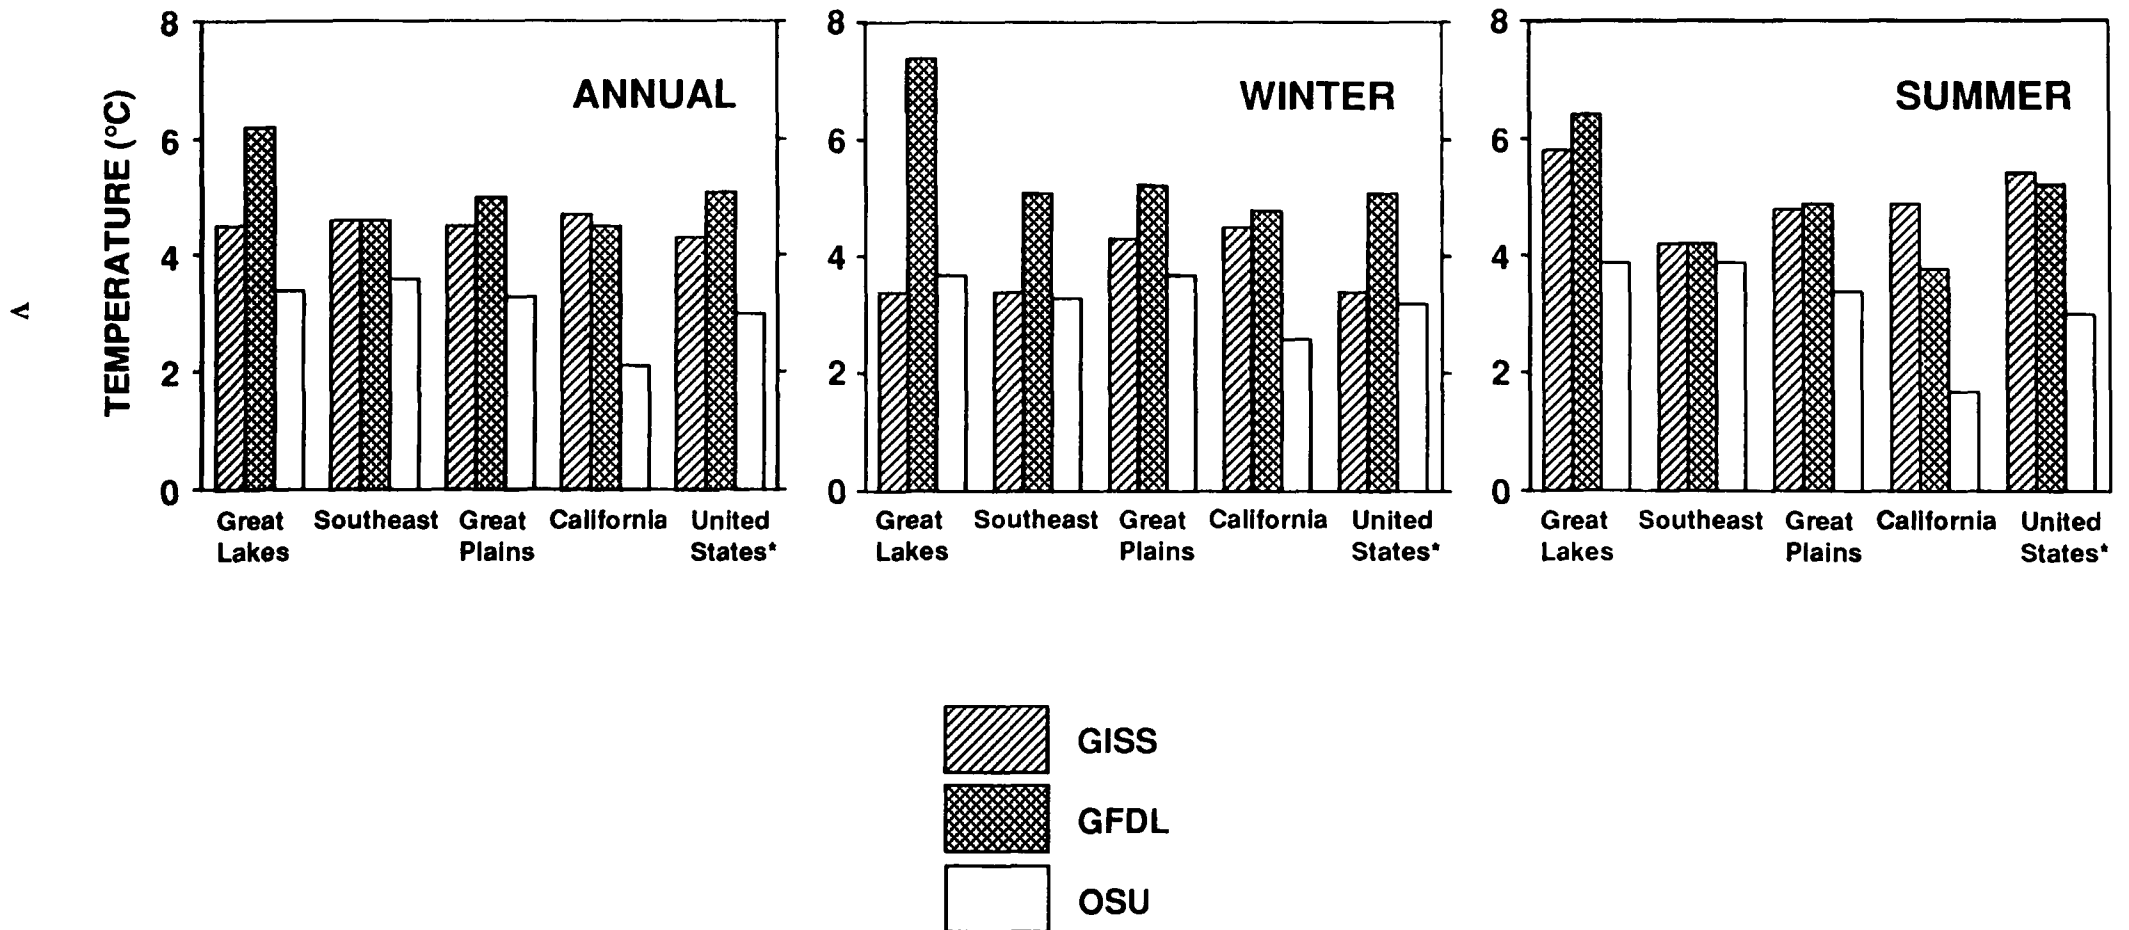 ANNUAL
WINTER
SUMMER
TEMPERATURE (°C)
8
6
4
2
0
Great Lakes
Southeast
Great Plains
California
United States*
8
6
4
2
0
Great Lakes
Southeast
Great Plains
California
United States*
8
6
4
2
0
Great Lakes
Southeast
Great Plains
California
United States*
v
GISS
GFDL
OSU